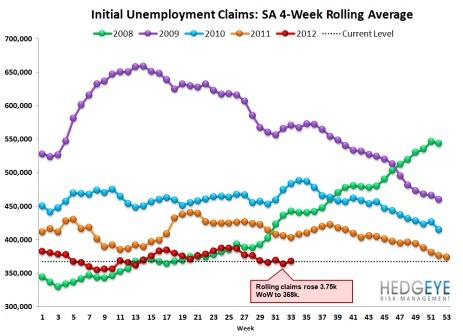 Initial Unemployment Claims: SA 4-Week Rolling Average
2008 2009 2010 2011 2012 Current Level
700,000
650,000
600,000
550,000
500,000
450,000
400,000
350,000
300,000
Rolling claims rose 3.75k
WoW to 368k.
HEDGEYE
RISK MANAGEMENT
1 3 5 7 9 11 13 15 17 19 21 23 25 27 29 31 33 35 37 39 41 43 45 47 49 51 53
Week